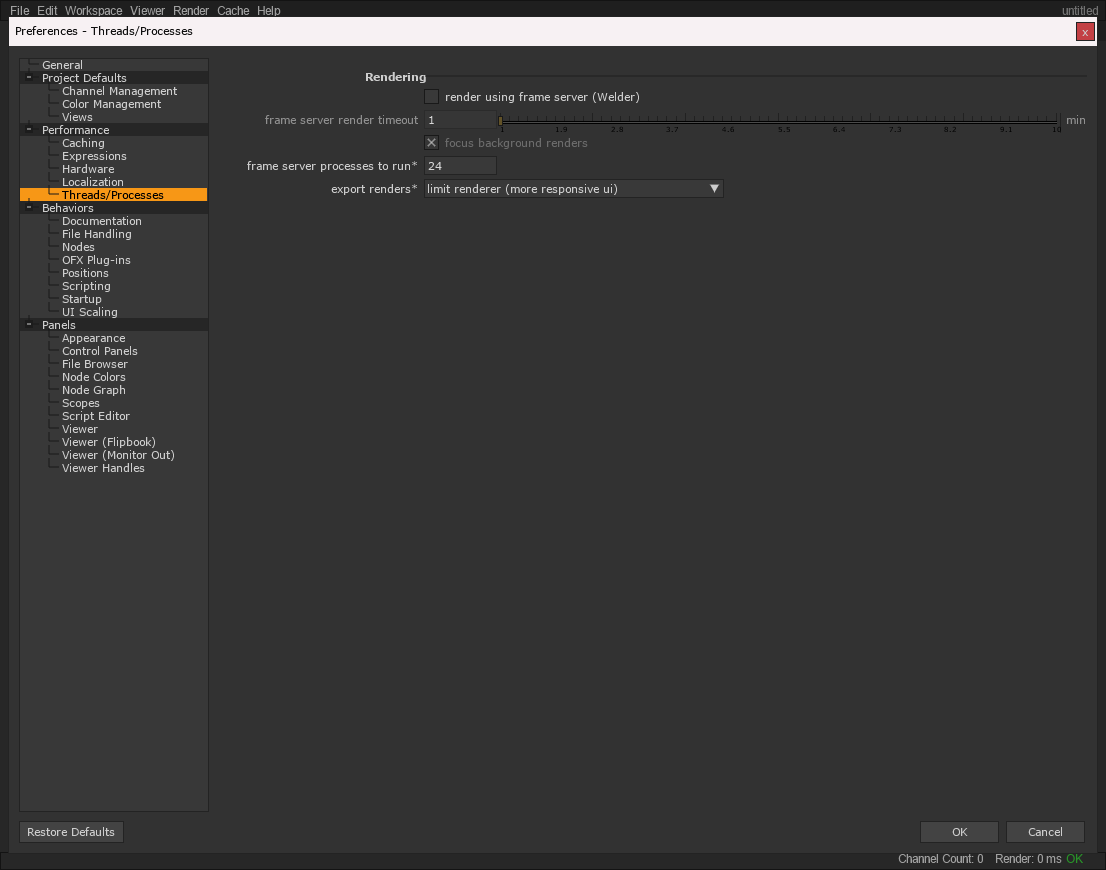 File Edit Workspace Viewer Render Cache Help untitled
Preferences - Threads/Processes x
General
Project Defaults
Channel Management
Color Management
Views
Performance
Caching
Expressions
Hardware
Localization
Threads/Processes
Behaviors
Documentation
File Handling
Nodes
OFX Plug-ins
Positions
Scripting
Startup
UI Scaling
Panels
Appearance
Control Panels
File Browser
Node Colors
Node Graph
Scopes
Script Editor
Viewer
Viewer (Flipbook)
Viewer (Monitor Out)
Viewer Handles
Rendering
render using frame server (Welder)
frame server render timeout 1 min
1 1.9 2.8 3.7 4.6 5.5 6.4 7.3 8.2 9.1 10
focus background renders
frame server processes to run* 24
export renders* limit renderer (more responsive ui)
Restore Defaults OK Cancel
Channel Count: 0 Render: 0 ms OK